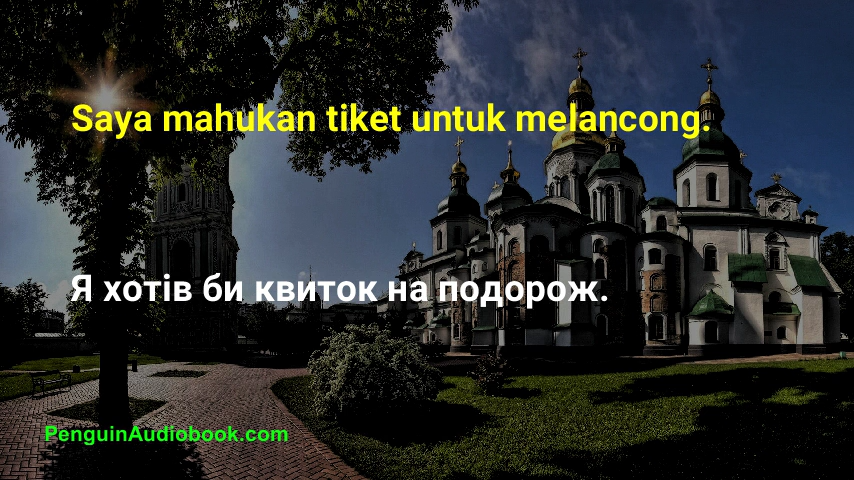 Saya mahukan tiket untuk melancong.
Я хотів би квиток на подорож.
PenguinAudiobook.com